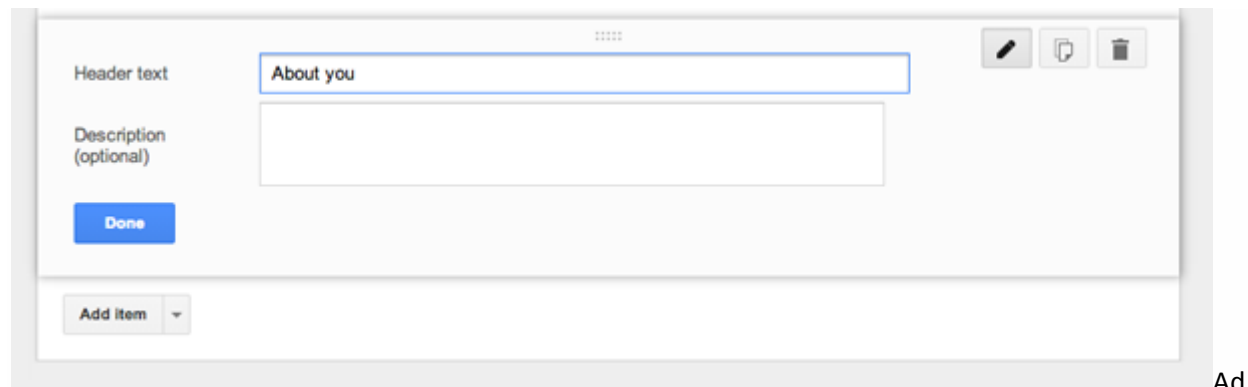 Header text
About you
Description
(optional)
Done
Add item
Ad